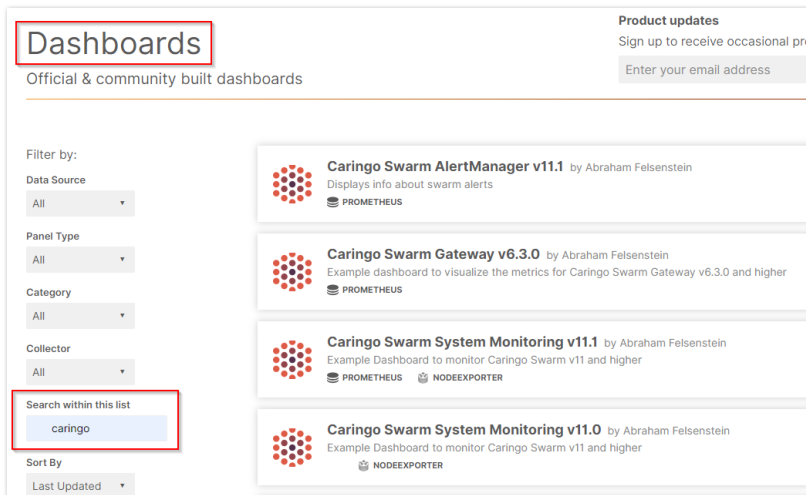 Dashboards
Official & community built dashboards
Product updates
Sign up to receive occasional
Enter your email address
Filter by:
Data Source
All
Panel Type
All
Category
All
Collector
All
Search within this list
caringo
Sort By
Last Updated
Caringo Swarm AlertManager v11.1 by Abraham Felsenstein
Displays info about swarm alerts
PROMETHEUS
Caringo Swarm Gateway v6.3.0 by Abraham Felsenstein
Example dashboard to visualize the metrics for Caringo Swarm Gateway v6.3.0 and higher
PROMETHEUS
Caringo Swarm System Monitoring v11.1 by Abraham Felsenstein
Example Dashboard to monitor Caringo Swarm v11 and higher
PROMETHEUS NODEEXPORTER
Caringo Swarm System Monitoring v11.0 by Abraham Felsenstein
Example Dashboard to monitor Caringo Swarm v11 and higher
NODEEXPORTER